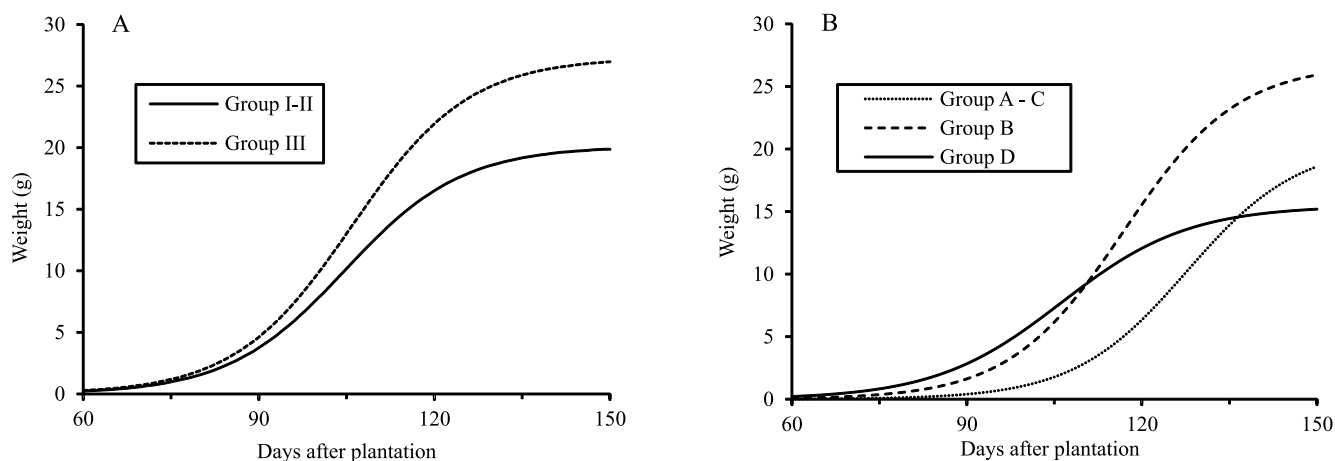 A
30
25
20
15
10
5
0
Weight (g)
Group I-II
Group III
60 90 120 150
Days after plantation
B
30
25
20
15
10
5
0
Weight (g)
Group A - C
Group B
Group D
60 90 120 150
Days after plantation